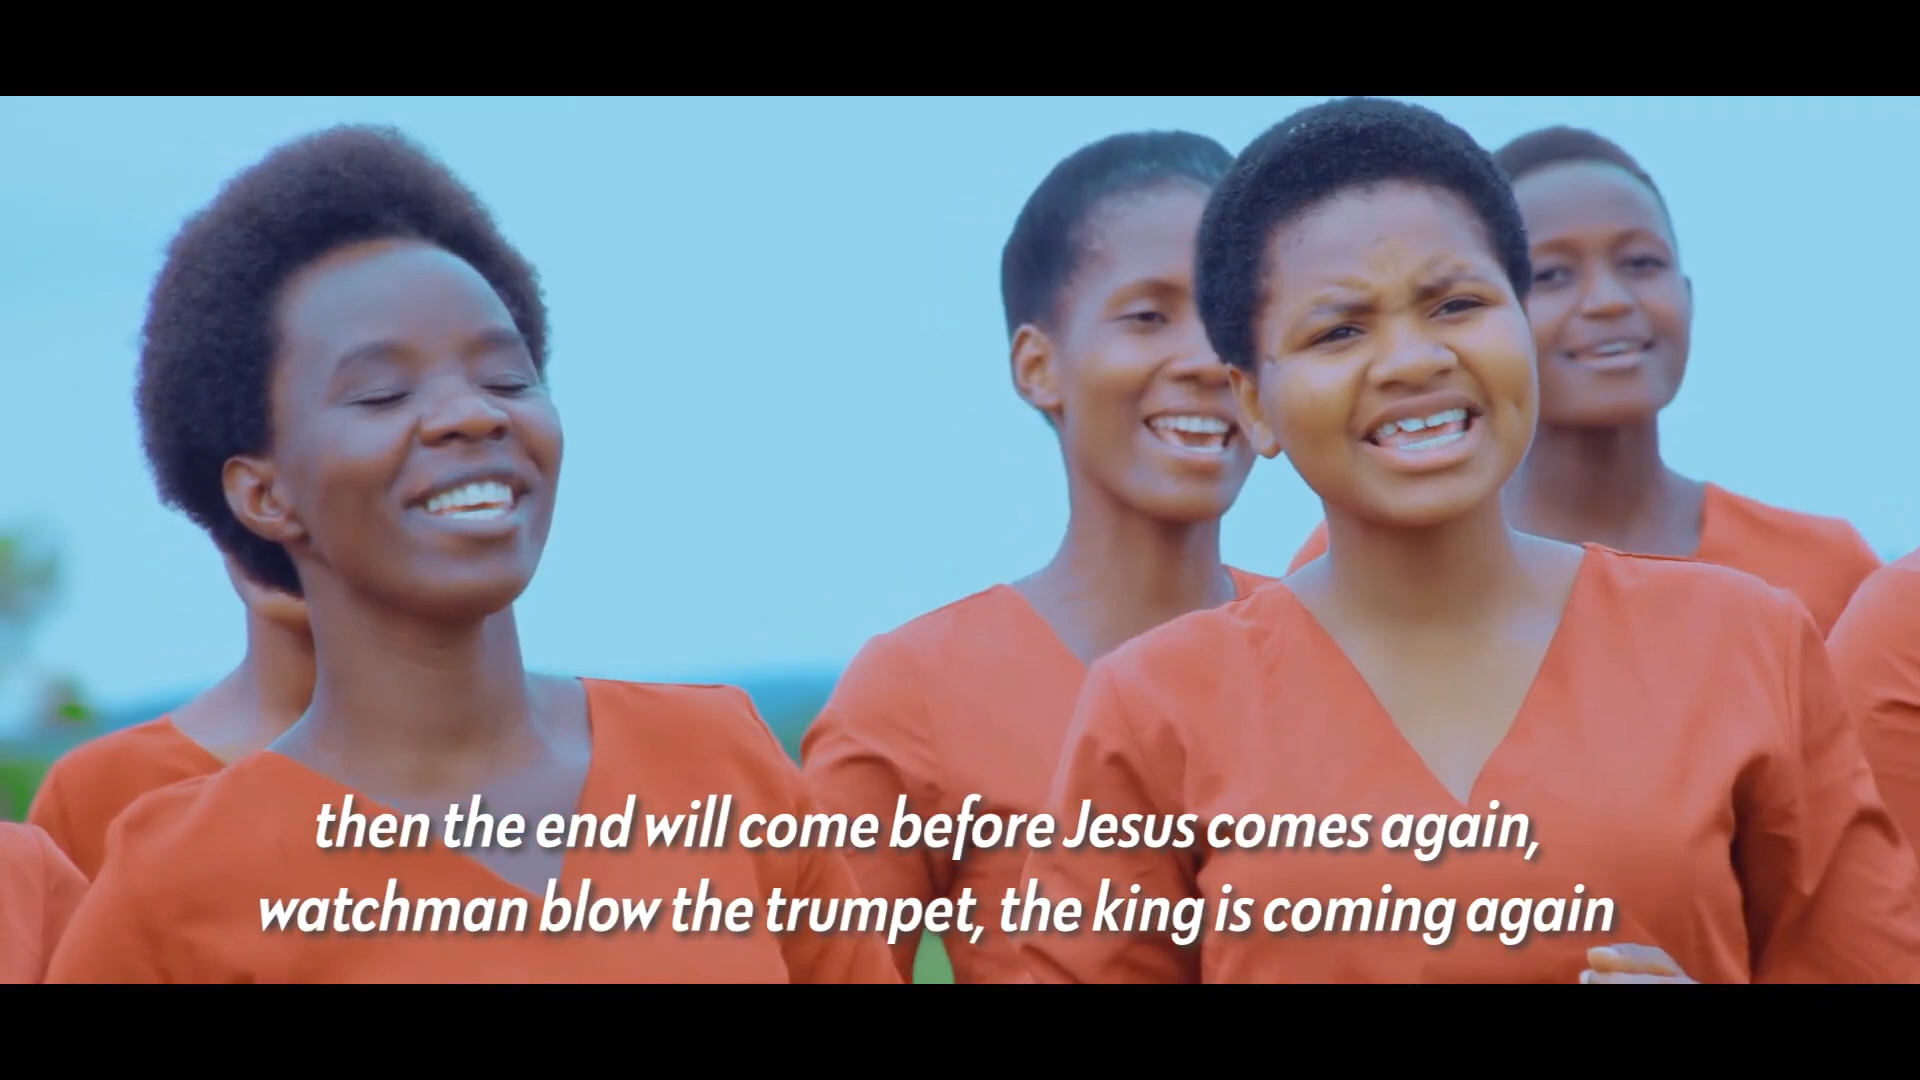 then the end will come before Jesus comes again,
watchman blow the trumpet, the king is coming again